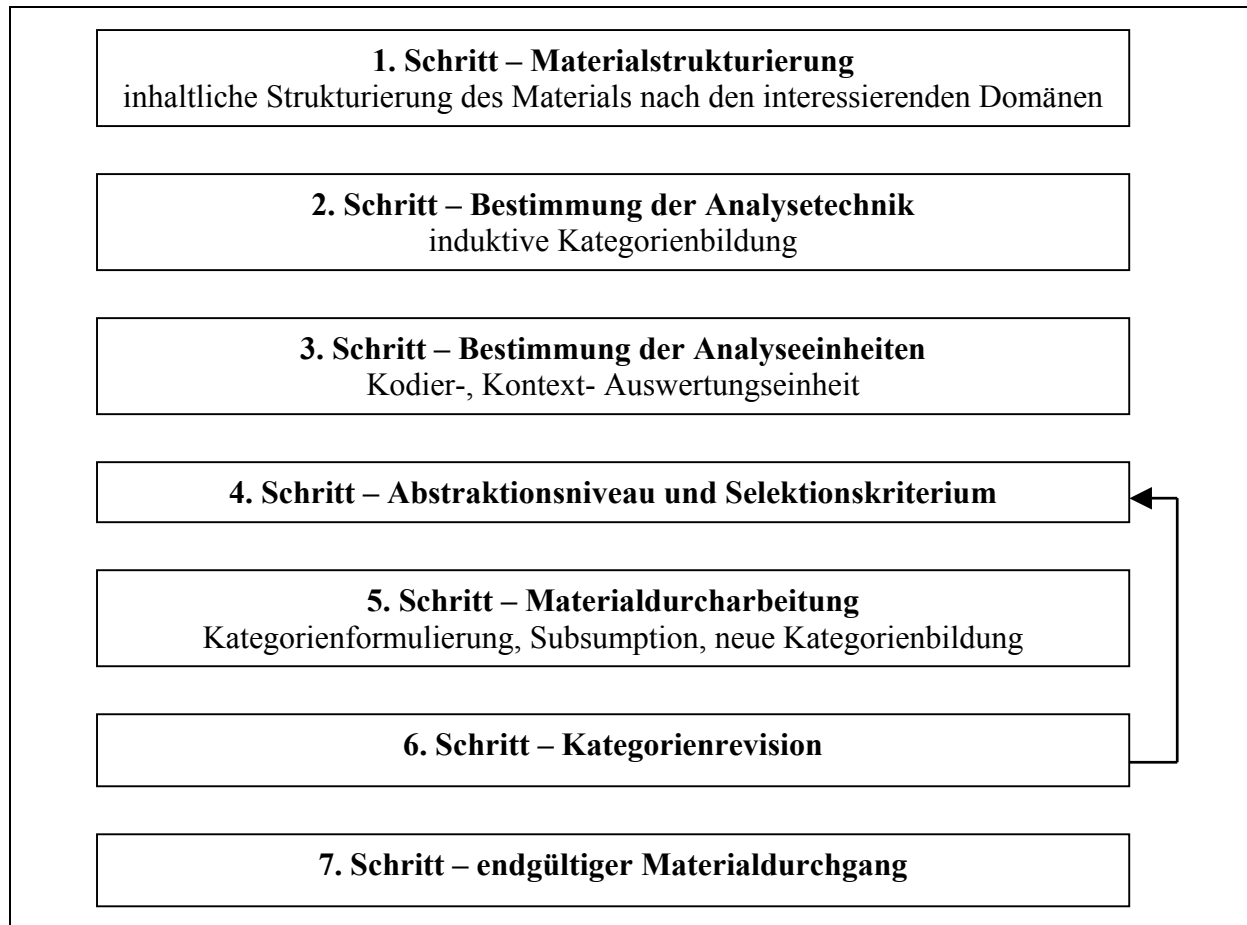 1. Schritt – Materialstrukturierung
inhaltliche Strukturierung des Materials nach den interessierenden Domänen
2. Schritt – Bestimmung der Analysetechnik
induktive Kategorienbildung
3. Schritt – Bestimmung der Analyseeinheiten
Kodier-, Kontext- Auswertungseinheit
4. Schritt – Abstraktionsniveau und Selektionskriterium
5. Schritt – Materialdurcharbeitung
Kategorienformulierung, Subsumption, neue Kategorienbildung
6. Schritt – Kategorienrevision
7. Schritt – endgültiger Materialdurchgang